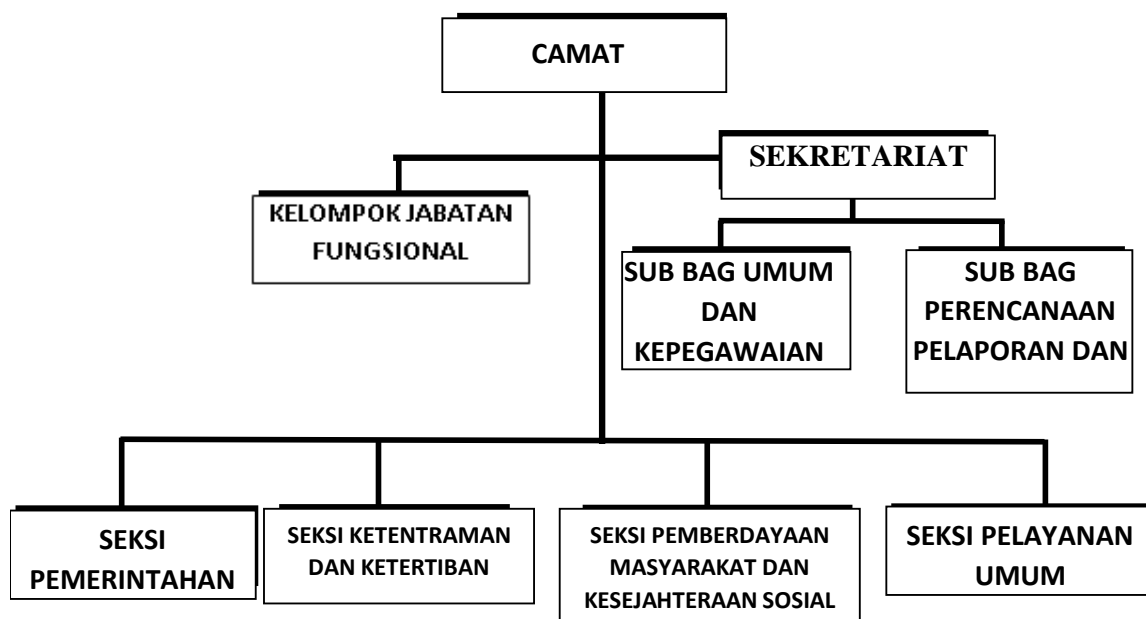 CAMAT
SEKRETARIAT
KELOMPOK JABATAN
FUNGSIONAL
SUB BAG UMUM
DAN
KEPEGAWAIAN
SUB BAG
PERENCANAAN
PELAPORAN DAN
SEKSI
PEMERINTAHAN
SEKSI KETENTRAMAN
DAN KETERTIBAN
SEKSI PEMBERDAYAAN
MASYARAKAT DAN
KESEJAHTERAAN SOSIAL
SEKSI PELAYANAN
UMUM